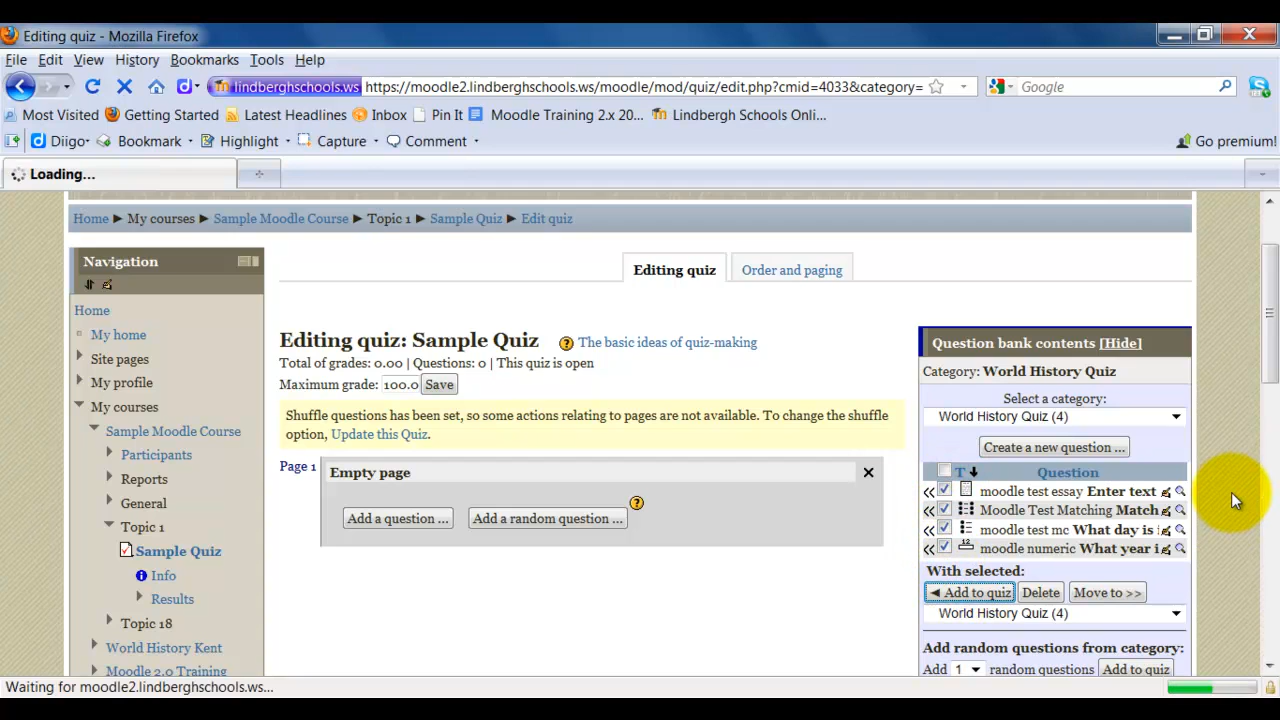 Editing quiz - Mozilla Firefox
File Edit View History Bookmarks Tools Help
lindberghschools.ws https://moodle2.lindberghschools.ws/moodle/mod/quiz/edit.php?cmid=4033&category= Google
Most Visited Getting Started Latest Headlines Inbox Pin It Moodle Training 2.x 20... Lindbergh Schools Onli...
Diigo Bookmark Highlight Capture Comment Go premium!
Loading...
Home ► My courses ► Sample Moodle Course ► Topic 1 ► Sample Quiz ► Edit quiz
Navigation
Home
My home
Site pages
My profile
My courses
Sample Moodle Course
Participants
Reports
General
Topic 1
Sample Quiz
Info
Results
Topic 18
World History Kent
Moodle 2.0 Training
Editing quiz Order and paging
Editing quiz: Sample Quiz The basic ideas of quiz-making
Total of grades: 0.00 | Questions: 0 | This quiz is open
Maximum grade: 100.0 Save
Shuffle questions has been set, so some actions relating to pages are not available. To change the shuffle
option, Update this Quiz.
Page 1 Empty page
Add a question ... Add a random question ...
Question bank contents [Hide]
Category: World History Quiz
Select a category:
World History Quiz (4)
Create a new question ...
T Question
moodle test essay Enter text
Moodle Test Matching Match
moodle test mc What day is
moodle numeric What year i
With selected:
◄ Add to quiz Delete Move to >>
World History Quiz (4)
Add random questions from category:
Add 1 random questions Add to quiz
Waiting for moodle2.lindberghschools.ws...